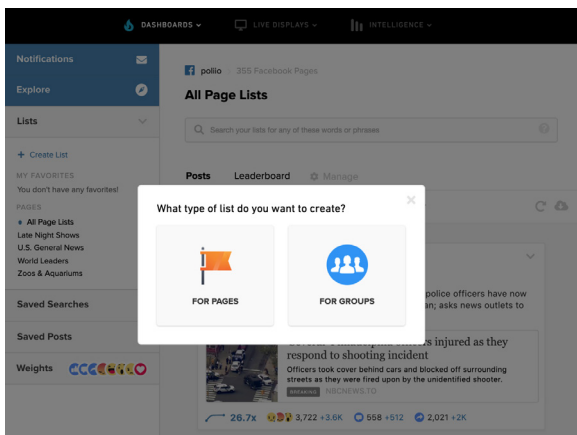 DASHBOARDS
LIVE DISPLAYS
INTELLIGENCE
Notifications
Explore
Lists
+ Create List
MY FAVORITES
You don't have any favorites!
PAGES
All Page Lists
Late Night Shows
U.S. General News
World Leaders
Zoos & Aquariums
Saved Searches
Saved Posts
Weights
poliio 355 Facebook Pages
All Page Lists
Search your lists for any of these words or phrases
Posts Leaderboard Manage
What type of list do you want to create?
FOR PAGES
FOR GROUPS
police officers have now
an; asks news outlets to
Several Philadelphia officers injured as they
respond to shooting incident
Officers took cover behind cars and blocked off surrounding
streets as they were fired upon by the unidentified shooter.
BREAKING NBCNEWS.TO
26.7x 3,722 +3.6K 558 +512 2,021 +2K